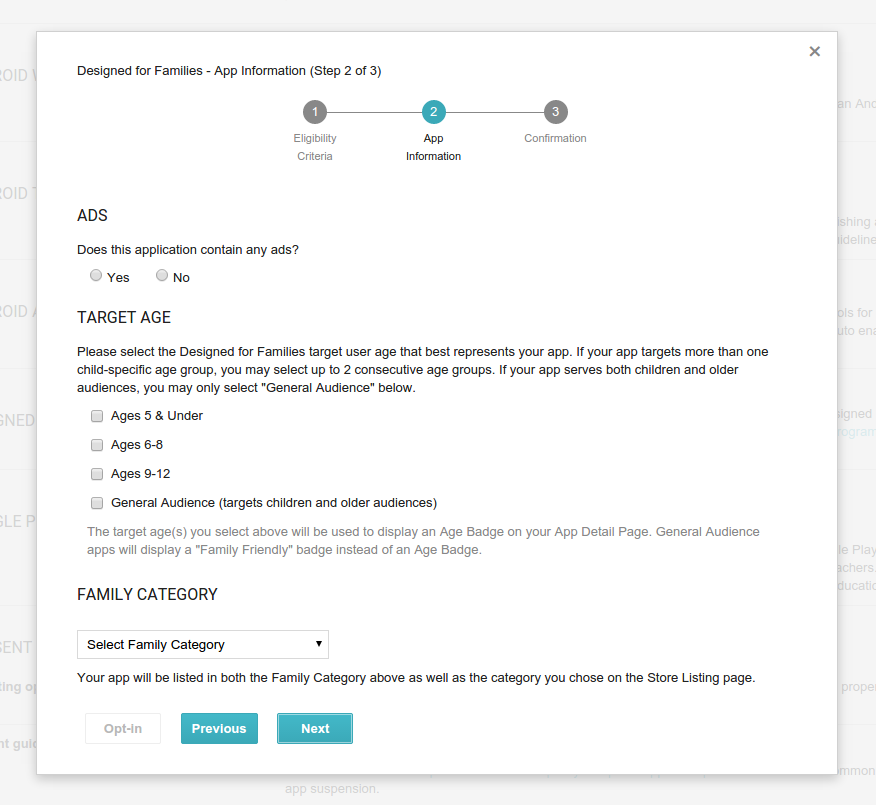 ×
Designed for Families - App Information (Step 2 of 3)
1
2
3
Eligibility
Criteria
App
Information
Confirmation
ADS
Does this application contain any ads?
Yes No
TARGET AGE
Please select the Designed for Families target user age that best represents your app. If your app targets more than one
child-specific age group, you may select up to 2 consecutive age groups. If your app serves both children and older
audiences, you may only select "General Audience" below.
Ages 5 & Under
Ages 6-8
Ages 9-12
General Audience (targets children and older audiences)
The target age(s) you select above will be used to display an Age Badge on your App Detail Page. General Audience
apps will display a "Family Friendly" badge instead of an Age Badge.
FAMILY CATEGORY
Select Family Category
Your app will be listed in both the Family Category above as well as the category you chose on the Store Listing page.
Opt-in Previous Next
app suspension.